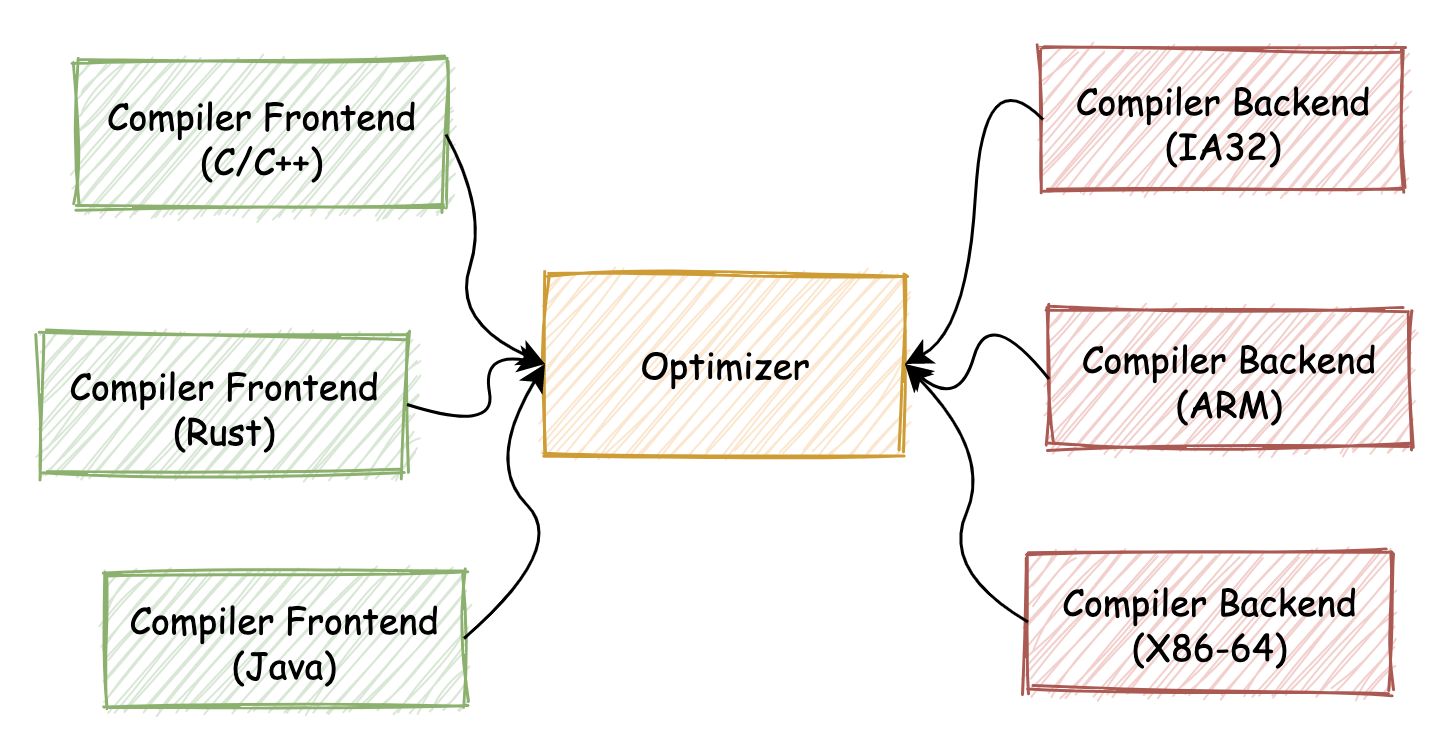 Compiler Frontend
(C/C++)
Compiler Frontend
(Rust)
Compiler Frontend
(Java)
Optimizer
Compiler Backend
(IA32)
Compiler Backend
(ARM)
Compiler Backend
(X86-64)